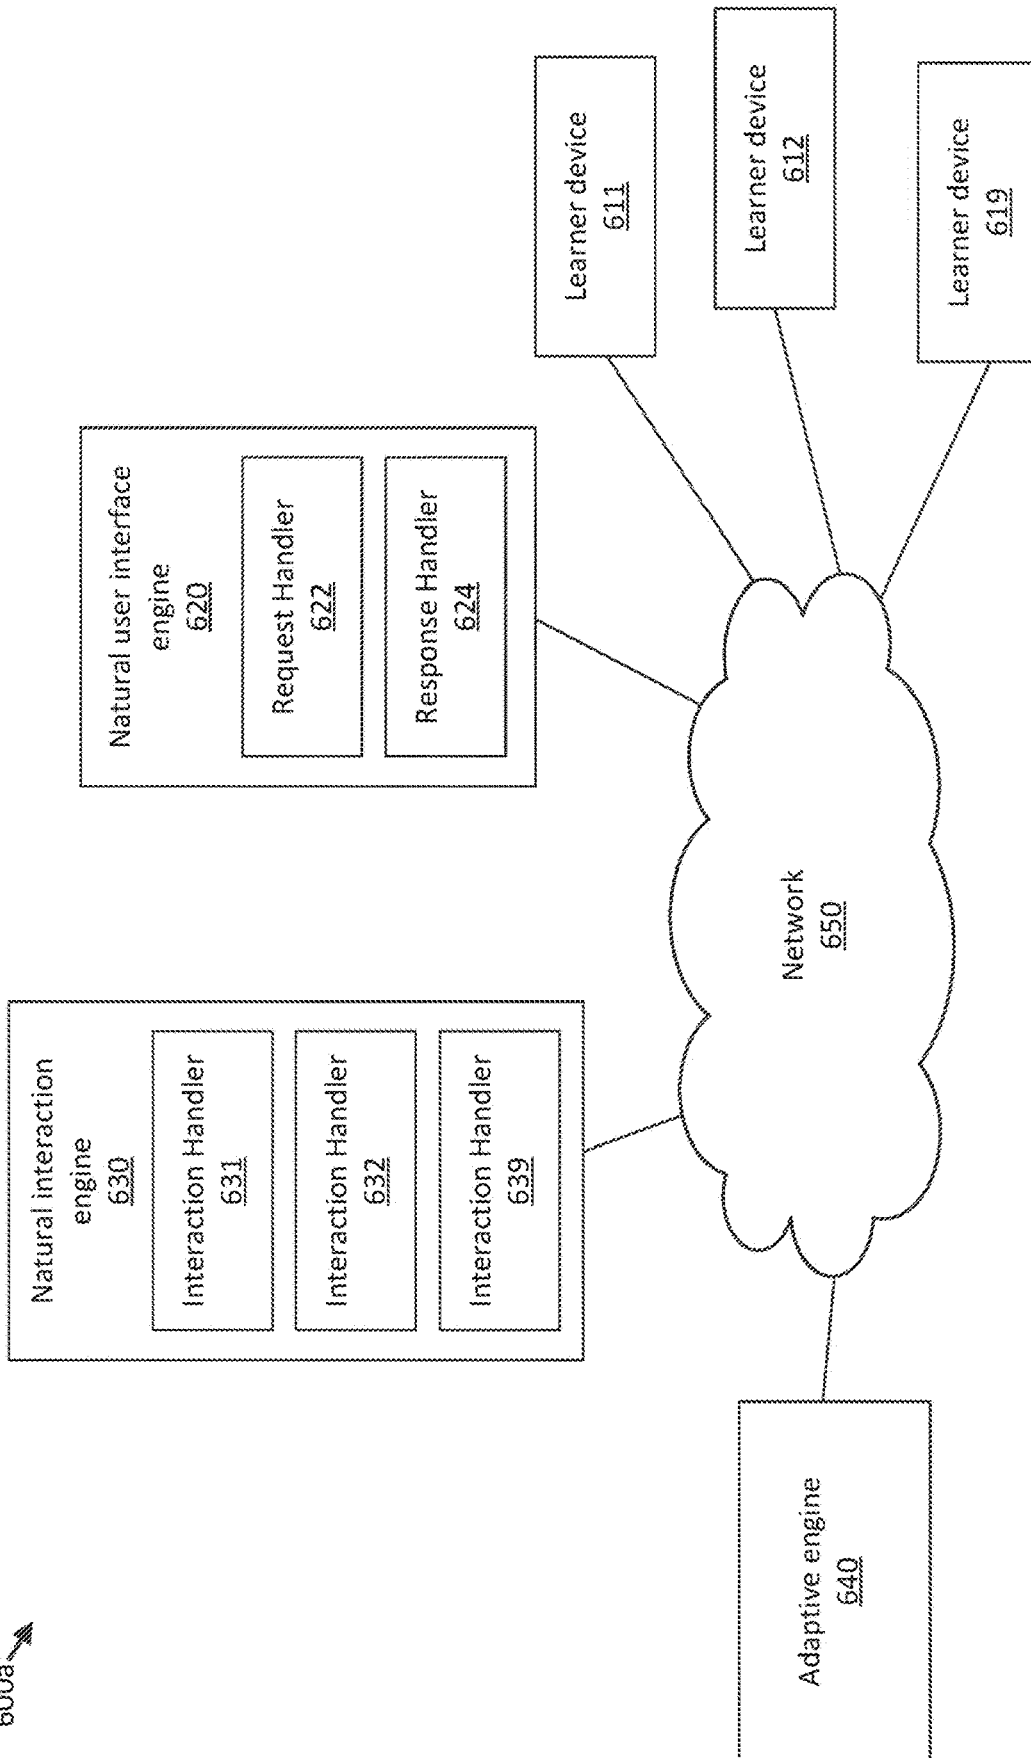 600a
Natural interaction
engine
630
Interaction Handler
631
Interaction Handler
632
Interaction Handler
639
Natural user interface
engine
620
Request Handler
622
Response Handler
624
Learner device
611
Learner device
612
Learner device
619
Network
650
Adaptive engine
640